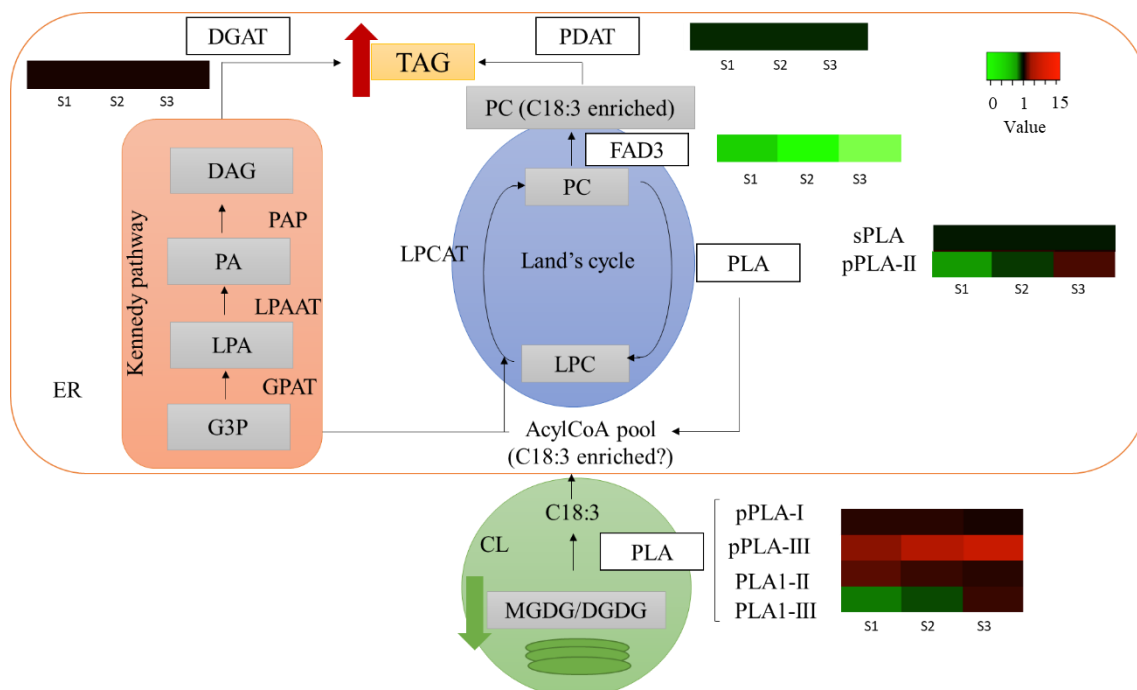 DGAT
TAG
PDAT
S1 S2 S3
S1 S2 S3
0 1 15
Value
PC (C18:3 enriched)
FAD3
S1 S2 S3
Kennedy pathway
DAG
PAP
PA
LPAAT
LPA
GPAT
G3P
ER
PC
LPCAT
Land's cycle
LPC
PLA
sPLA
pPLA-II
S1 S2 S3
AcylCoA pool
(C18:3 enriched?)
C18:3
CL
PLA
MGDG/DGDG
pPLA-I
pPLA-III
PLA1-II
PLA1-III
S1 S2 S3